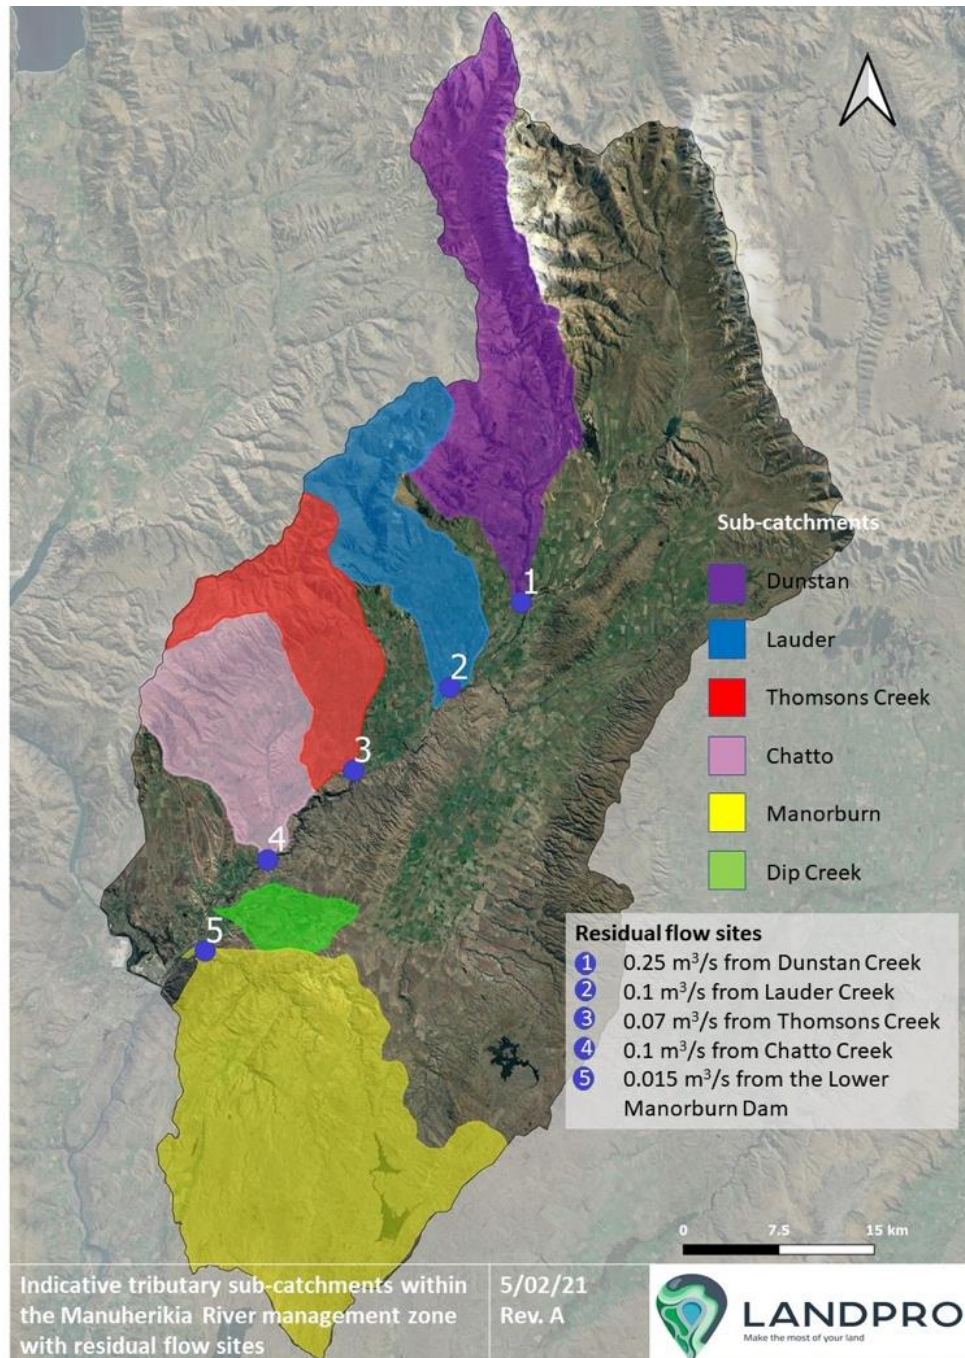 1
2
3
4
5
Sub-catchments
Dunstan
Lauder
Thomsons Creek
Chatto
Manorburn
Dip Creek
Residual flow sites
1 0.25 m³/s from Dunstan Creek
2 0.1 m³/s from Lauder Creek
3 0.07 m³/s from Thomsons Creek
4 0.1 m³/s from Chatto Creek
5 0.015 m³/s from the Lower
Manorburn Dam
0 7.5 15 km
Indicative tributary sub-catchments within
the Manuherikia River management zone
with residual flow sites
5/02/21
Rev. A
LANDPRO
Make the most of your land